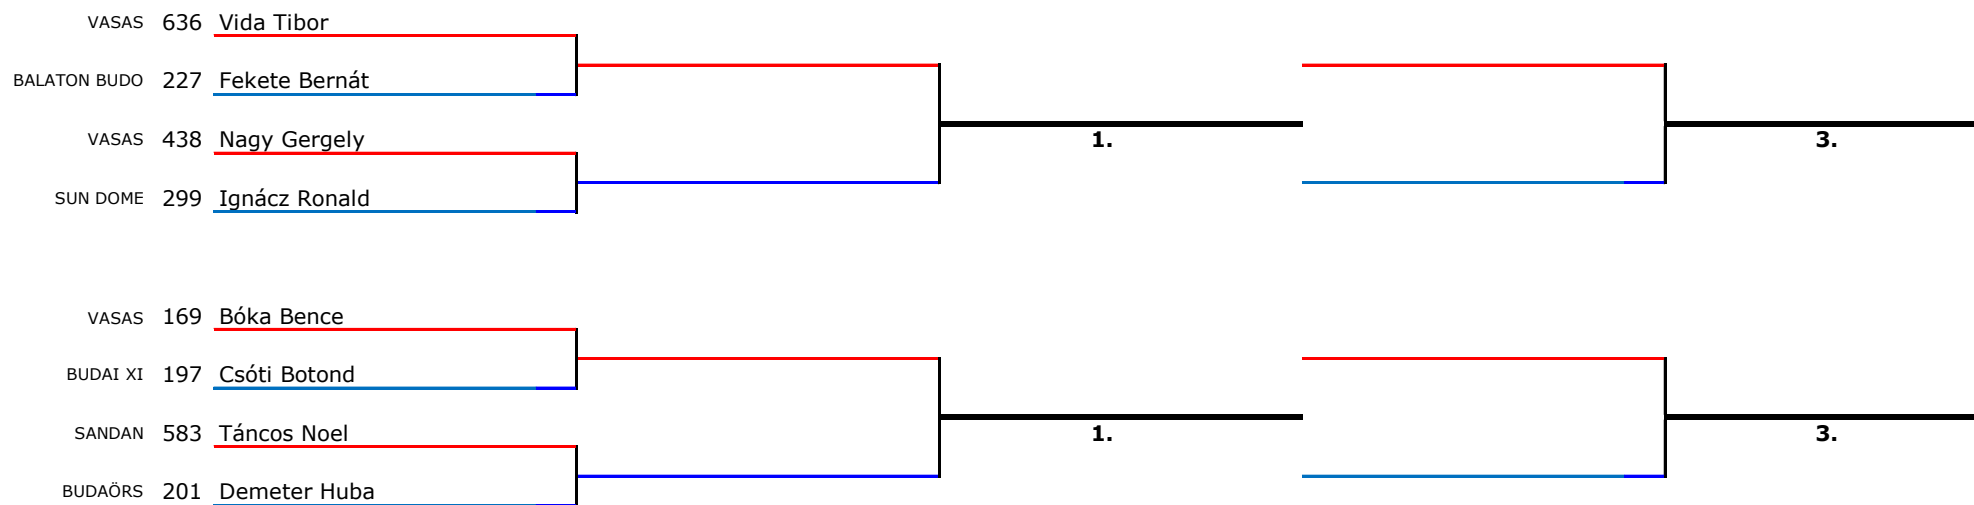 VASAS 636 Vida Tibor
BALATON BUDO 227 Fekete Bernát
VASAS 438 Nagy Gergely 1. 3.
SUN DOME 299 Ignácz Ronald
VASAS 169 Bóka Bence
BUDAI XI 197 Csóti Botond
SANDAN 583 Táncos Noel 1. 3.
BUDAÖRS 201 Demeter Huba